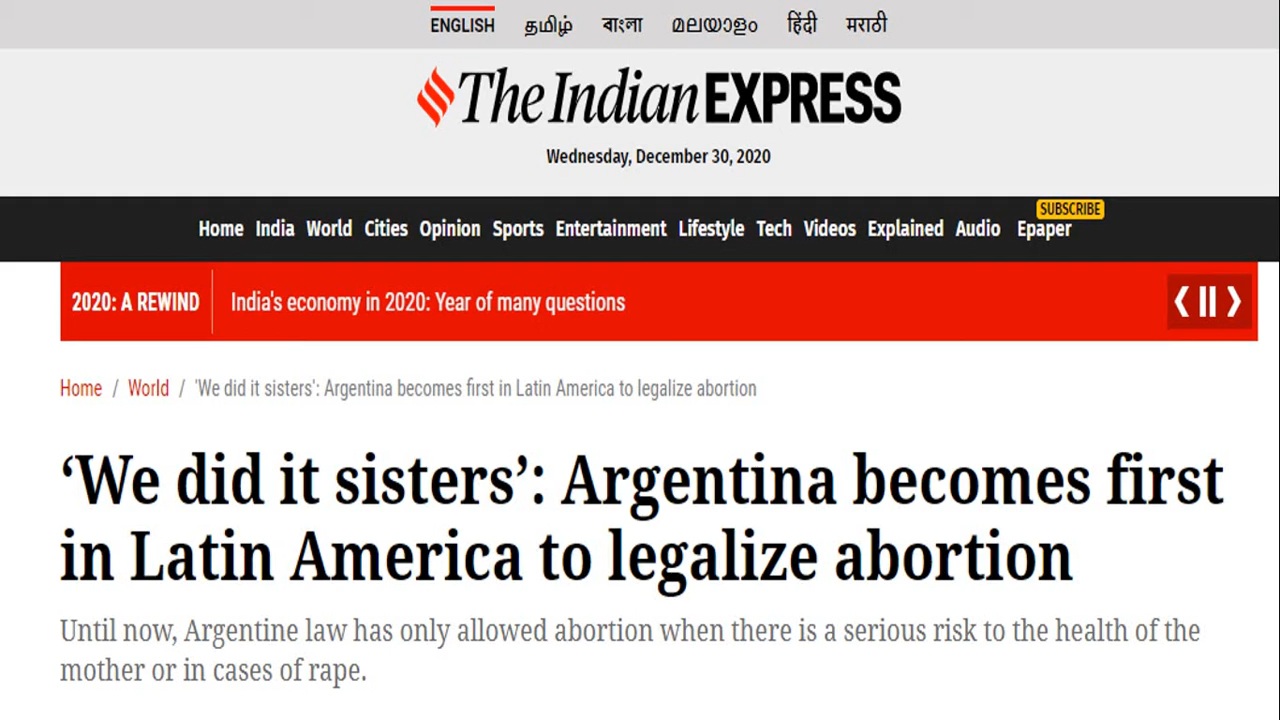 ENGLISH தமிழ் বাংলা മലയാളം हिंदी मराठी
The Indian EXPRESS
Wednesday, December 30, 2020
SUBSCRIBE
Home India World Cities Opinion Sports Entertainment Lifestyle Tech Videos Explained Audio Epaper
2020: A REWIND India's economy in 2020: Year of many questions
Home / World / 'We did it sisters': Argentina becomes first in Latin America to legalize abortion
‘We did it sisters’: Argentina becomes first
in Latin America to legalize abortion
Until now, Argentine law has only allowed abortion when there is a serious risk to the health of the
mother or in cases of rape.